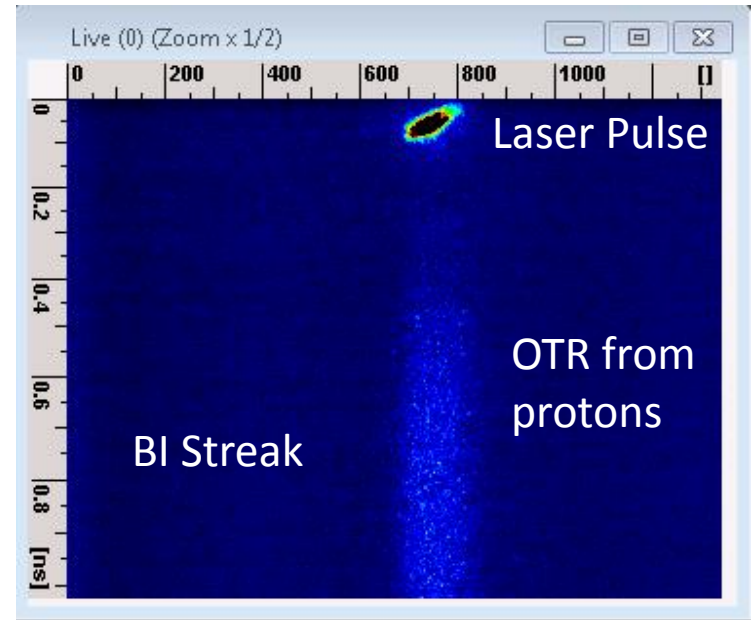 Live (0) (Zoom x 1/2)
0 200 400 600 800 1000 []
0
0.2
0.4
0.6
0.8
[ns]
Laser Pulse
OTR from
protons
BI Streak